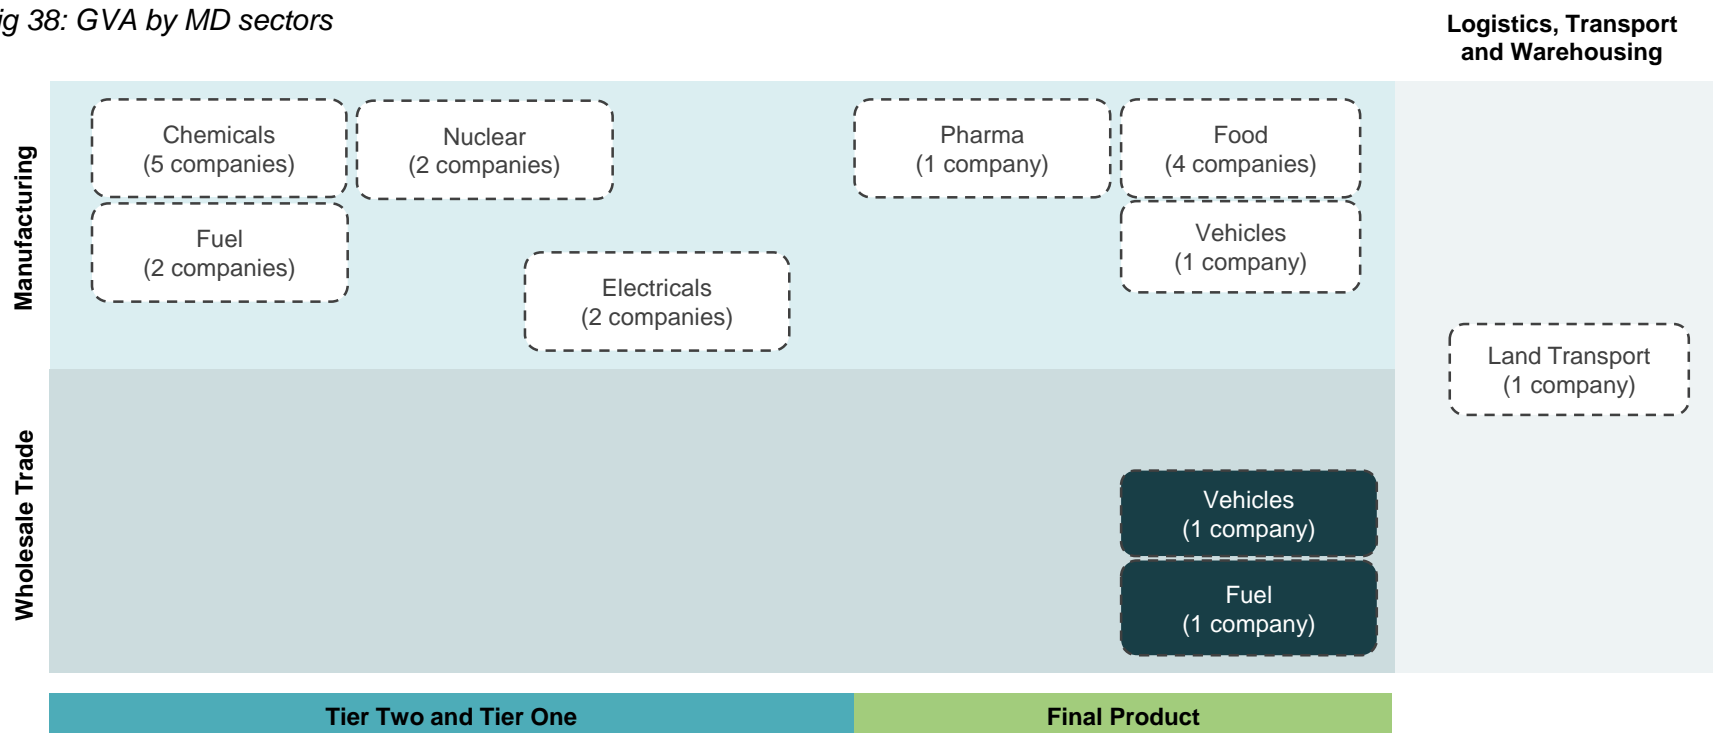 ig 38: GVA by MD sectors
Logistics, Transport
and Warehousing
Manufacturing
Chemicals
(5 companies)
Nuclear
(2 companies)
Pharma
(1 company)
Food
(4 companies)
Fuel
(2 companies)
Vehicles
(1 company)
Electricals
(2 companies)
Land Transport
(1 company)
Wholesale Trade
Vehicles
(1 company)
Fuel
(1 company)
Tier Two and Tier One
Final Product